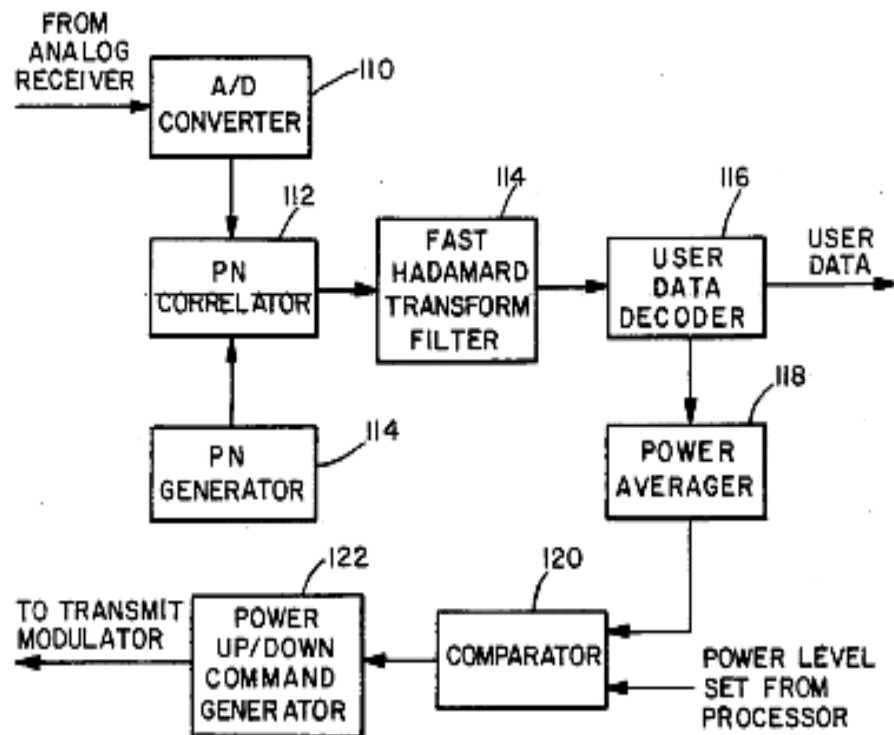 FROM
ANALOG
RECEIVER
A/D
CONVERTER
110
112
PN
CORRELATOR
114
FAST
HADAMARD
TRANSFORM
FILTER
116
USER
DATA
DECODER
USER
DATA
114
PN
GENERATOR
118
POWER
AVERAGER
122
TO TRANSMIT
MODULATOR
POWER
UP/DOWN
COMMAND
GENERATOR
120
COMPARATOR
POWER LEVEL
SET FROM
PROCESSOR